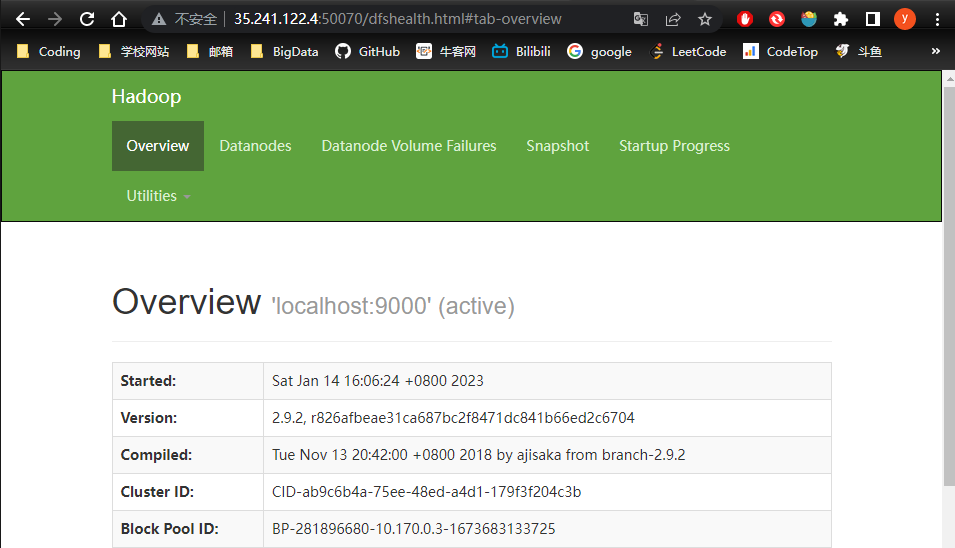 不安全 35.241.122.4:50070/dfshealth.html#tab-overview y
Coding 学校网站 邮箱 BigData GitHub 牛客网 Bilibili google LeetCode CodeTop 斗鱼 »
Hadoop
Overview Datanodes Datanode Volume Failures Snapshot Startup Progress
Utilities
Overview 'localhost:9000' (active)
Started: Sat Jan 14 16:06:24 +0800 2023
Version: 2.9.2, r826afbeae31ca687bc2f8471dc841b66ed2c6704
Compiled: Tue Nov 13 20:42:00 +0800 2018 by ajisaka from branch-2.9.2
Cluster ID: CID-ab9c6b4a-75ee-48ed-a4d1-179f3f204c3b
Block Pool ID: BP-281896680-10.170.0.3-1673683133725